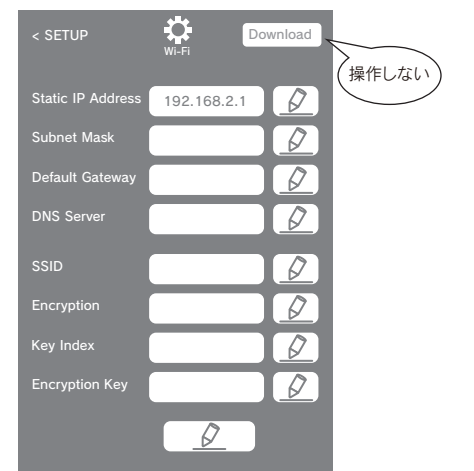 < SETUP
Wi-Fi
Download
操作しない
Static IP Address
192.168.2.1
Subnet Mask
Default Gateway
DNS Server
SSID
Encryption
Key Index
Encryption Key